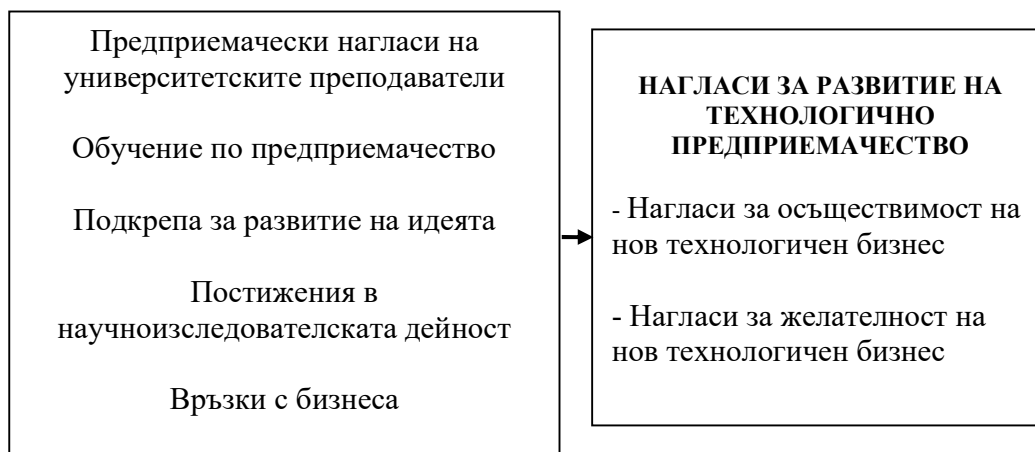 Предприемачески нагласи на
университетските преподаватели
Обучение по предприемачество
Подкрепа за развитие на идеята
Постижения в
научноизследователската дейност
Връзки с бизнеса
НАГЛАСИ ЗА РАЗВИТИЕ НА
ТЕХНОЛОГИЧНО
ПРЕДПРИЕМАЧЕСТВО
- Нагласи за осъществимост на
нов технологичен бизнес
- Нагласи за желателност на
нов технологичен бизнес